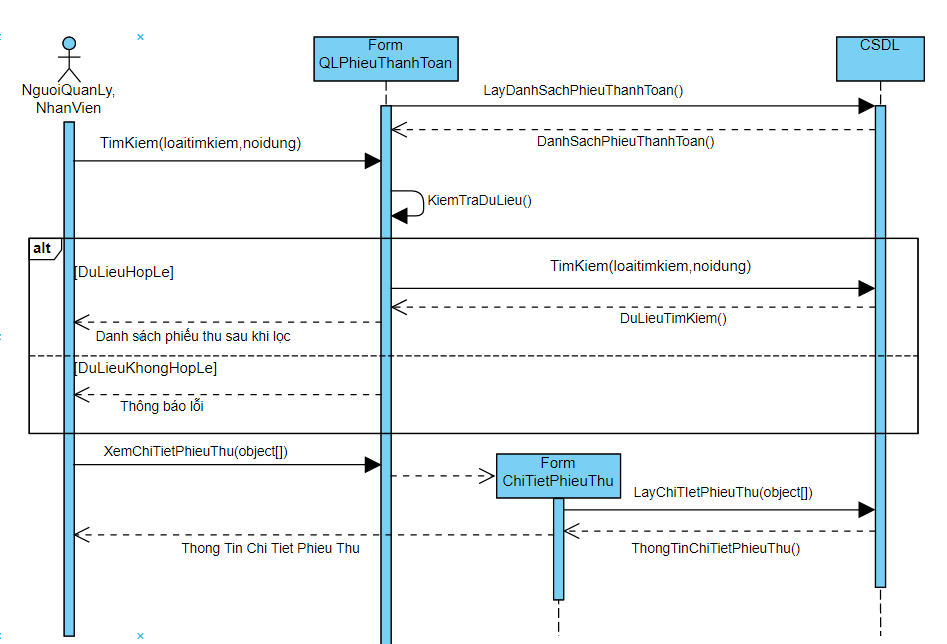 Form
QLPhieuThanhToan
CSDL
NguoiQuanLy,
NhanVien
LayDanhSachPhieuThanhToan()
DanhSachPhieuThanhToan()
TimKiem(loaitimkiem,noidung)
KiemTraDuLieu()
alt
[DuLieuHopLe]
TimKiem(loaitimkiem,noidung)
DuLieuTimKiem()
Danh sách phiếu thu sau khi lọc
[DuLieuKhongHopLe]
Thông báo lỗi
XemChiTietPhieuThu(object[])
Form
ChiTietPhieuThu
LayChiTIetPhieuThu(object[])
ThongTinChiTietPhieuThu()
Thong Tin Chi Tiet Phieu Thu